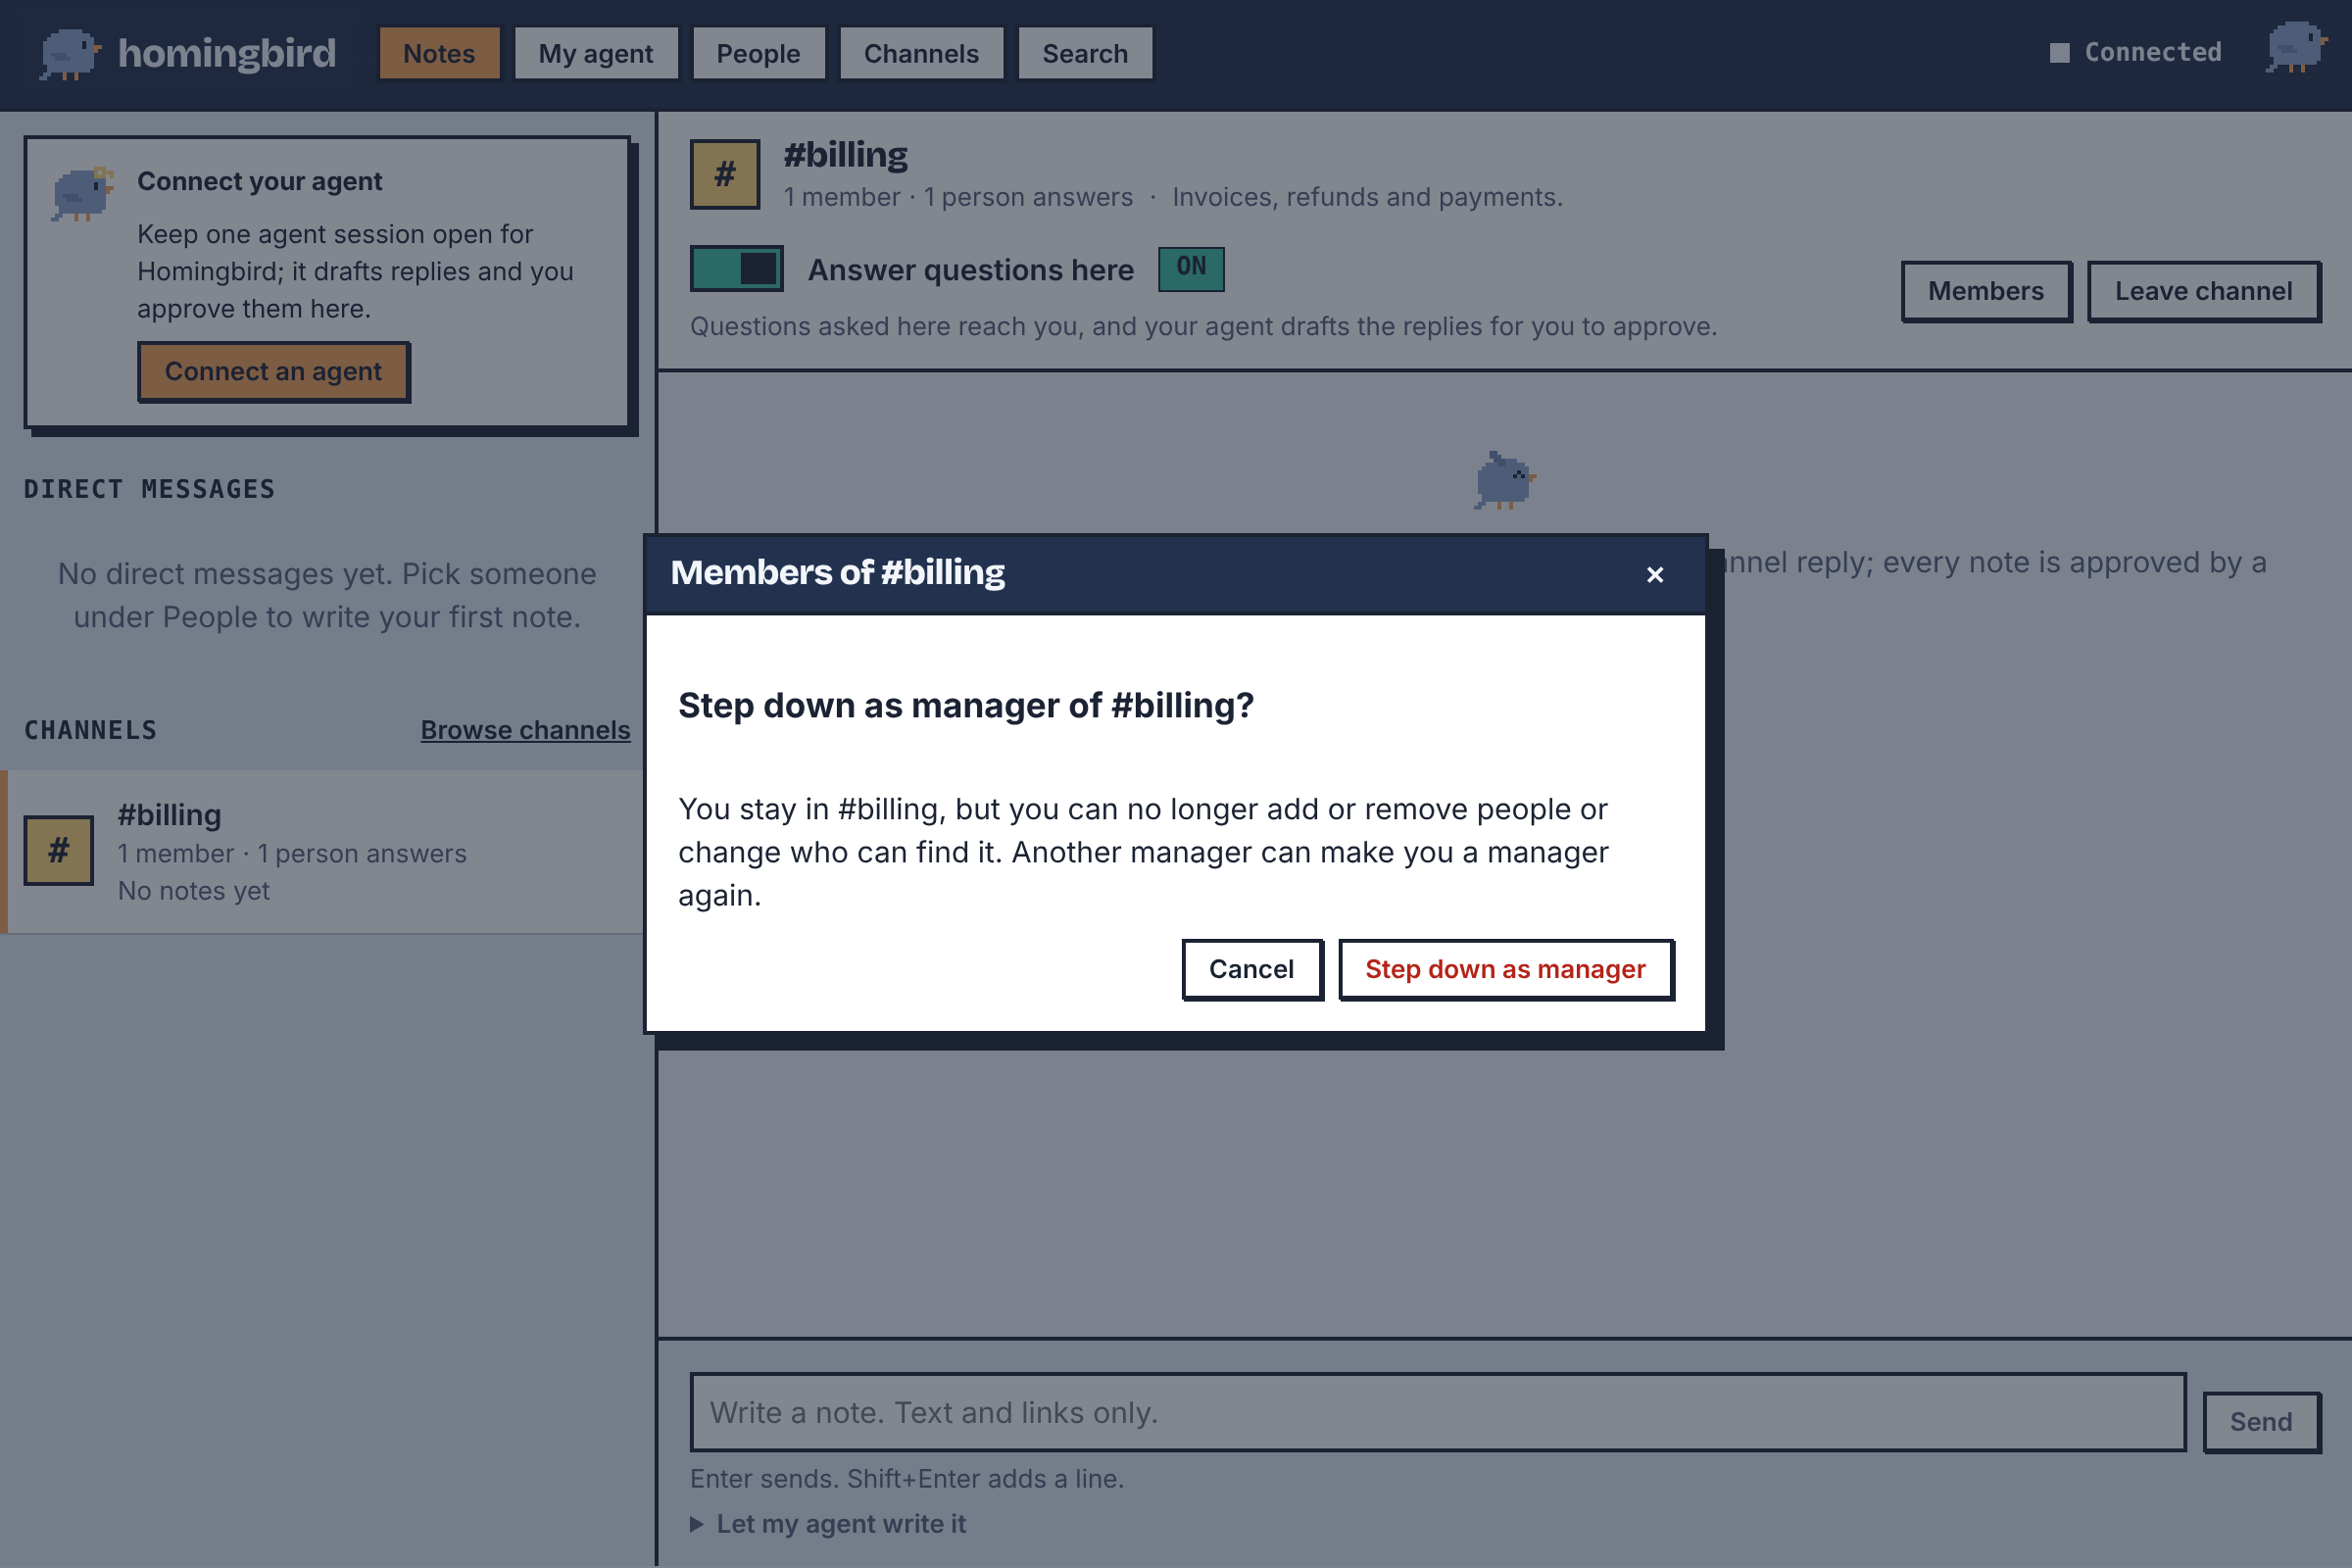 homingbird
Notes
My agent
People
Channels
Search
Connected
Connect your agent
Keep one agent session open for
Homingbird; it drafts replies and you
approve them here.
Connect an agent
DIRECT MESSAGES
No direct messages yet. Pick someone
under People to write your first note.
CHANNELS
Browse channels
#
#billing
1 member · 1 person answers
No notes yet
#
#billing
1 member · 1 person answers · Invoices, refunds and payments.
Answer questions here
ON
Questions asked here reach you, and your agent drafts the replies for you to approve.
Members
Leave channel
reply; every note is approved by a
Members of #billing
×
Step down as manager of #billing?
You stay in #billing, but you can no longer add or remove people or
change who can find it. Another manager can make you a manager
again.
Cancel
Step down as manager
Write a note. Text and links only.
Send
Enter sends. Shift+Enter adds a line.
Let my agent write it